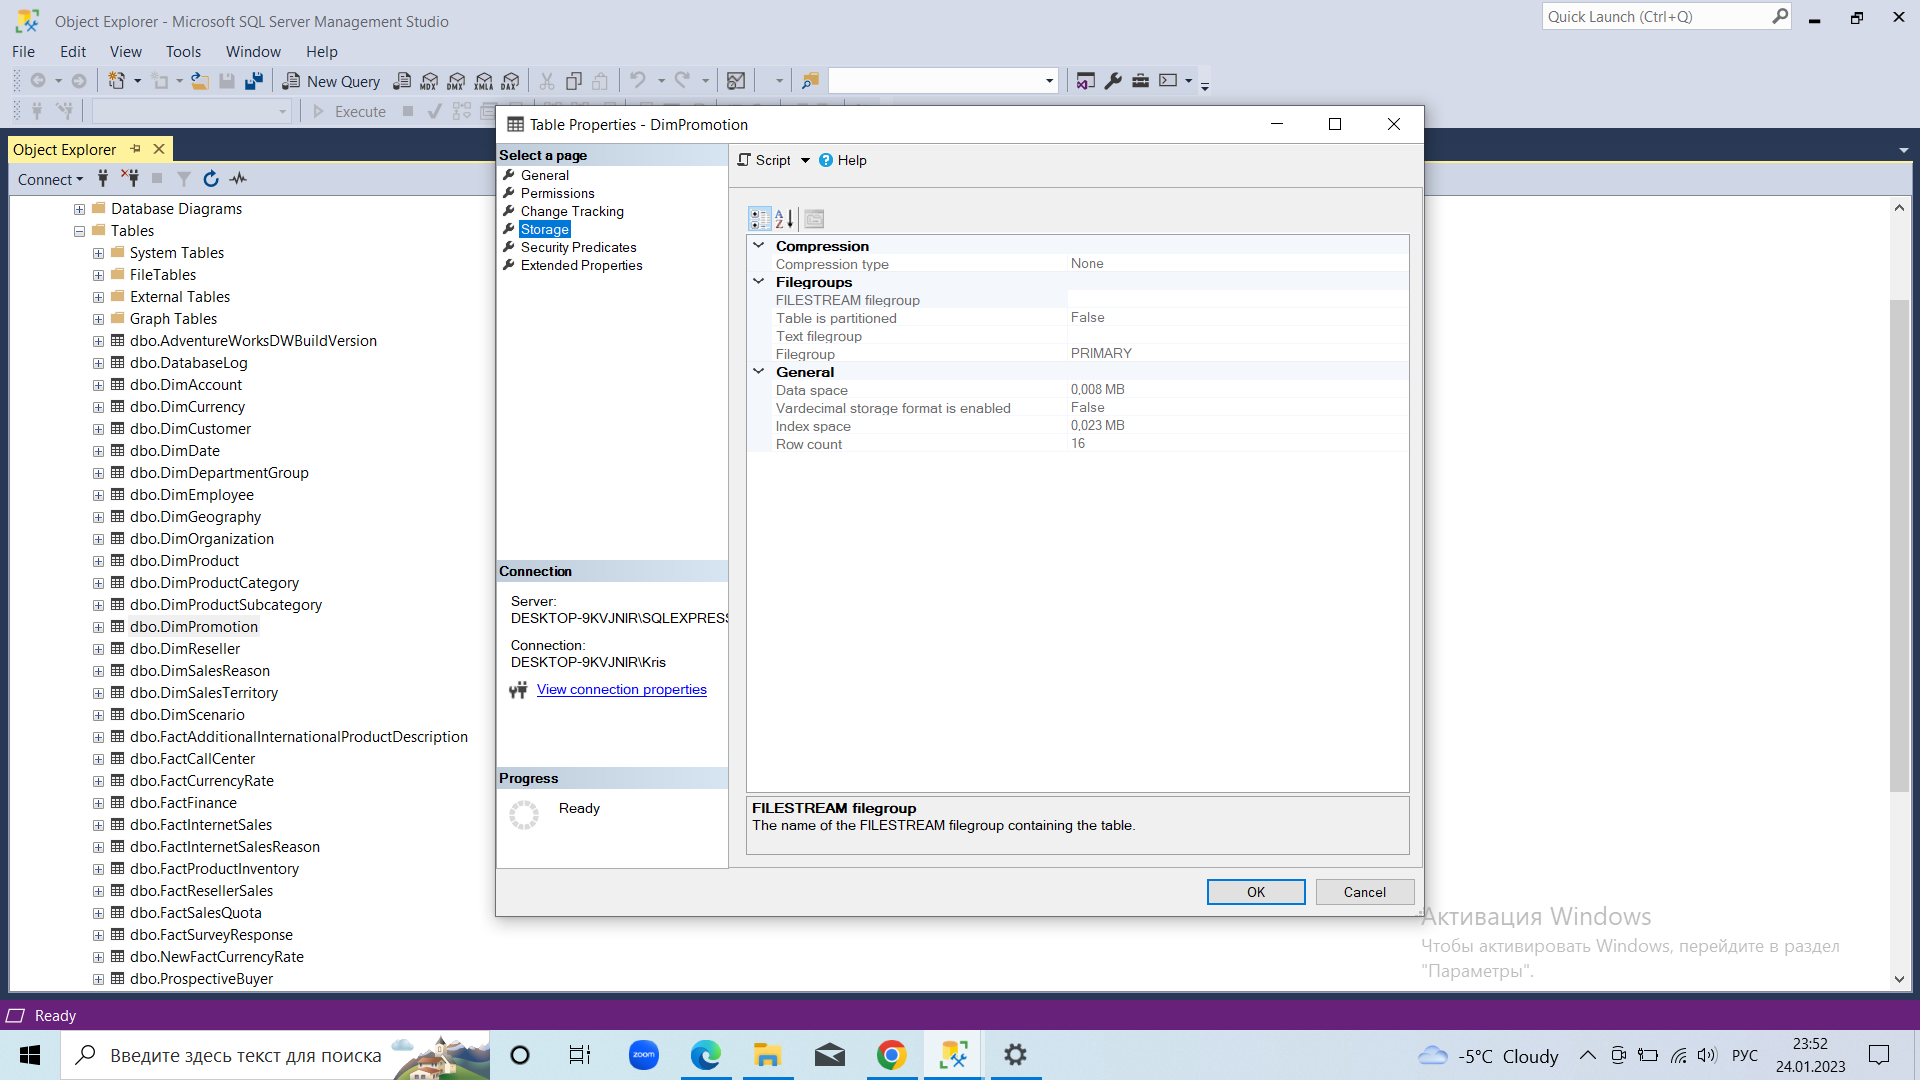 Object Explorer - Microsoft SQL Server Management Studio
Quick Launch (Ctrl+Q)
File Edit View Tools Window Help
New Query
MDX DMX XMLA DAX
Execute
Object Explorer
Connect
Database Diagrams
Tables
System Tables
FileTables
External Tables
Graph Tables
dbo.AdventureWorksDWBuildVersion
dbo.DatabaseLog
dbo.DimAccount
dbo.DimCurrency
dbo.DimCustomer
dbo.DimDate
dbo.DimDepartmentGroup
dbo.DimEmployee
dbo.DimGeography
dbo.DimOrganization
dbo.DimProduct
dbo.DimProductCategory
dbo.DimProductSubcategory
dbo.DimPromotion
dbo.DimReseller
dbo.DimSalesReason
dbo.DimSalesTerritory
dbo.DimScenario
dbo.FactAdditionalInternationalProductDescription
dbo.FactCallCenter
dbo.FactCurrencyRate
dbo.FactFinance
dbo.FactInternetSales
dbo.FactInternetSalesReason
dbo.FactProductInventory
dbo.FactResellerSales
dbo.FactSalesQuota
dbo.FactSurveyResponse
dbo.NewFactCurrencyRate
dbo.ProspectiveBuyer
Table Properties - DimPromotion
Select a page
General
Permissions
Change Tracking
Storage
Security Predicates
Extended Properties
Connection
Server:
DESKTOP-9KVJNIR\SQLEXPRESS
Connection:
DESKTOP-9KVJNIR\Kris
View connection properties
Progress
Ready
Script Help
Compression
Compression type None
Filegroups
FILESTREAM filegroup
Table is partitioned False
Text filegroup
Filegroup PRIMARY
General
Data space 0,008 MB
Vardecimal storage format is enabled False
Index space 0,023 MB
Row count 16
FILESTREAM filegroup
The name of the FILESTREAM filegroup containing the table.
OK Cancel
Активация Windows
Чтобы активировать Windows, перейдите в раздел
"Параметры".
Ready
Введите здесь текст для поиска
zoom
-5°C Cloudy
РУС
23:52
24.01.2023